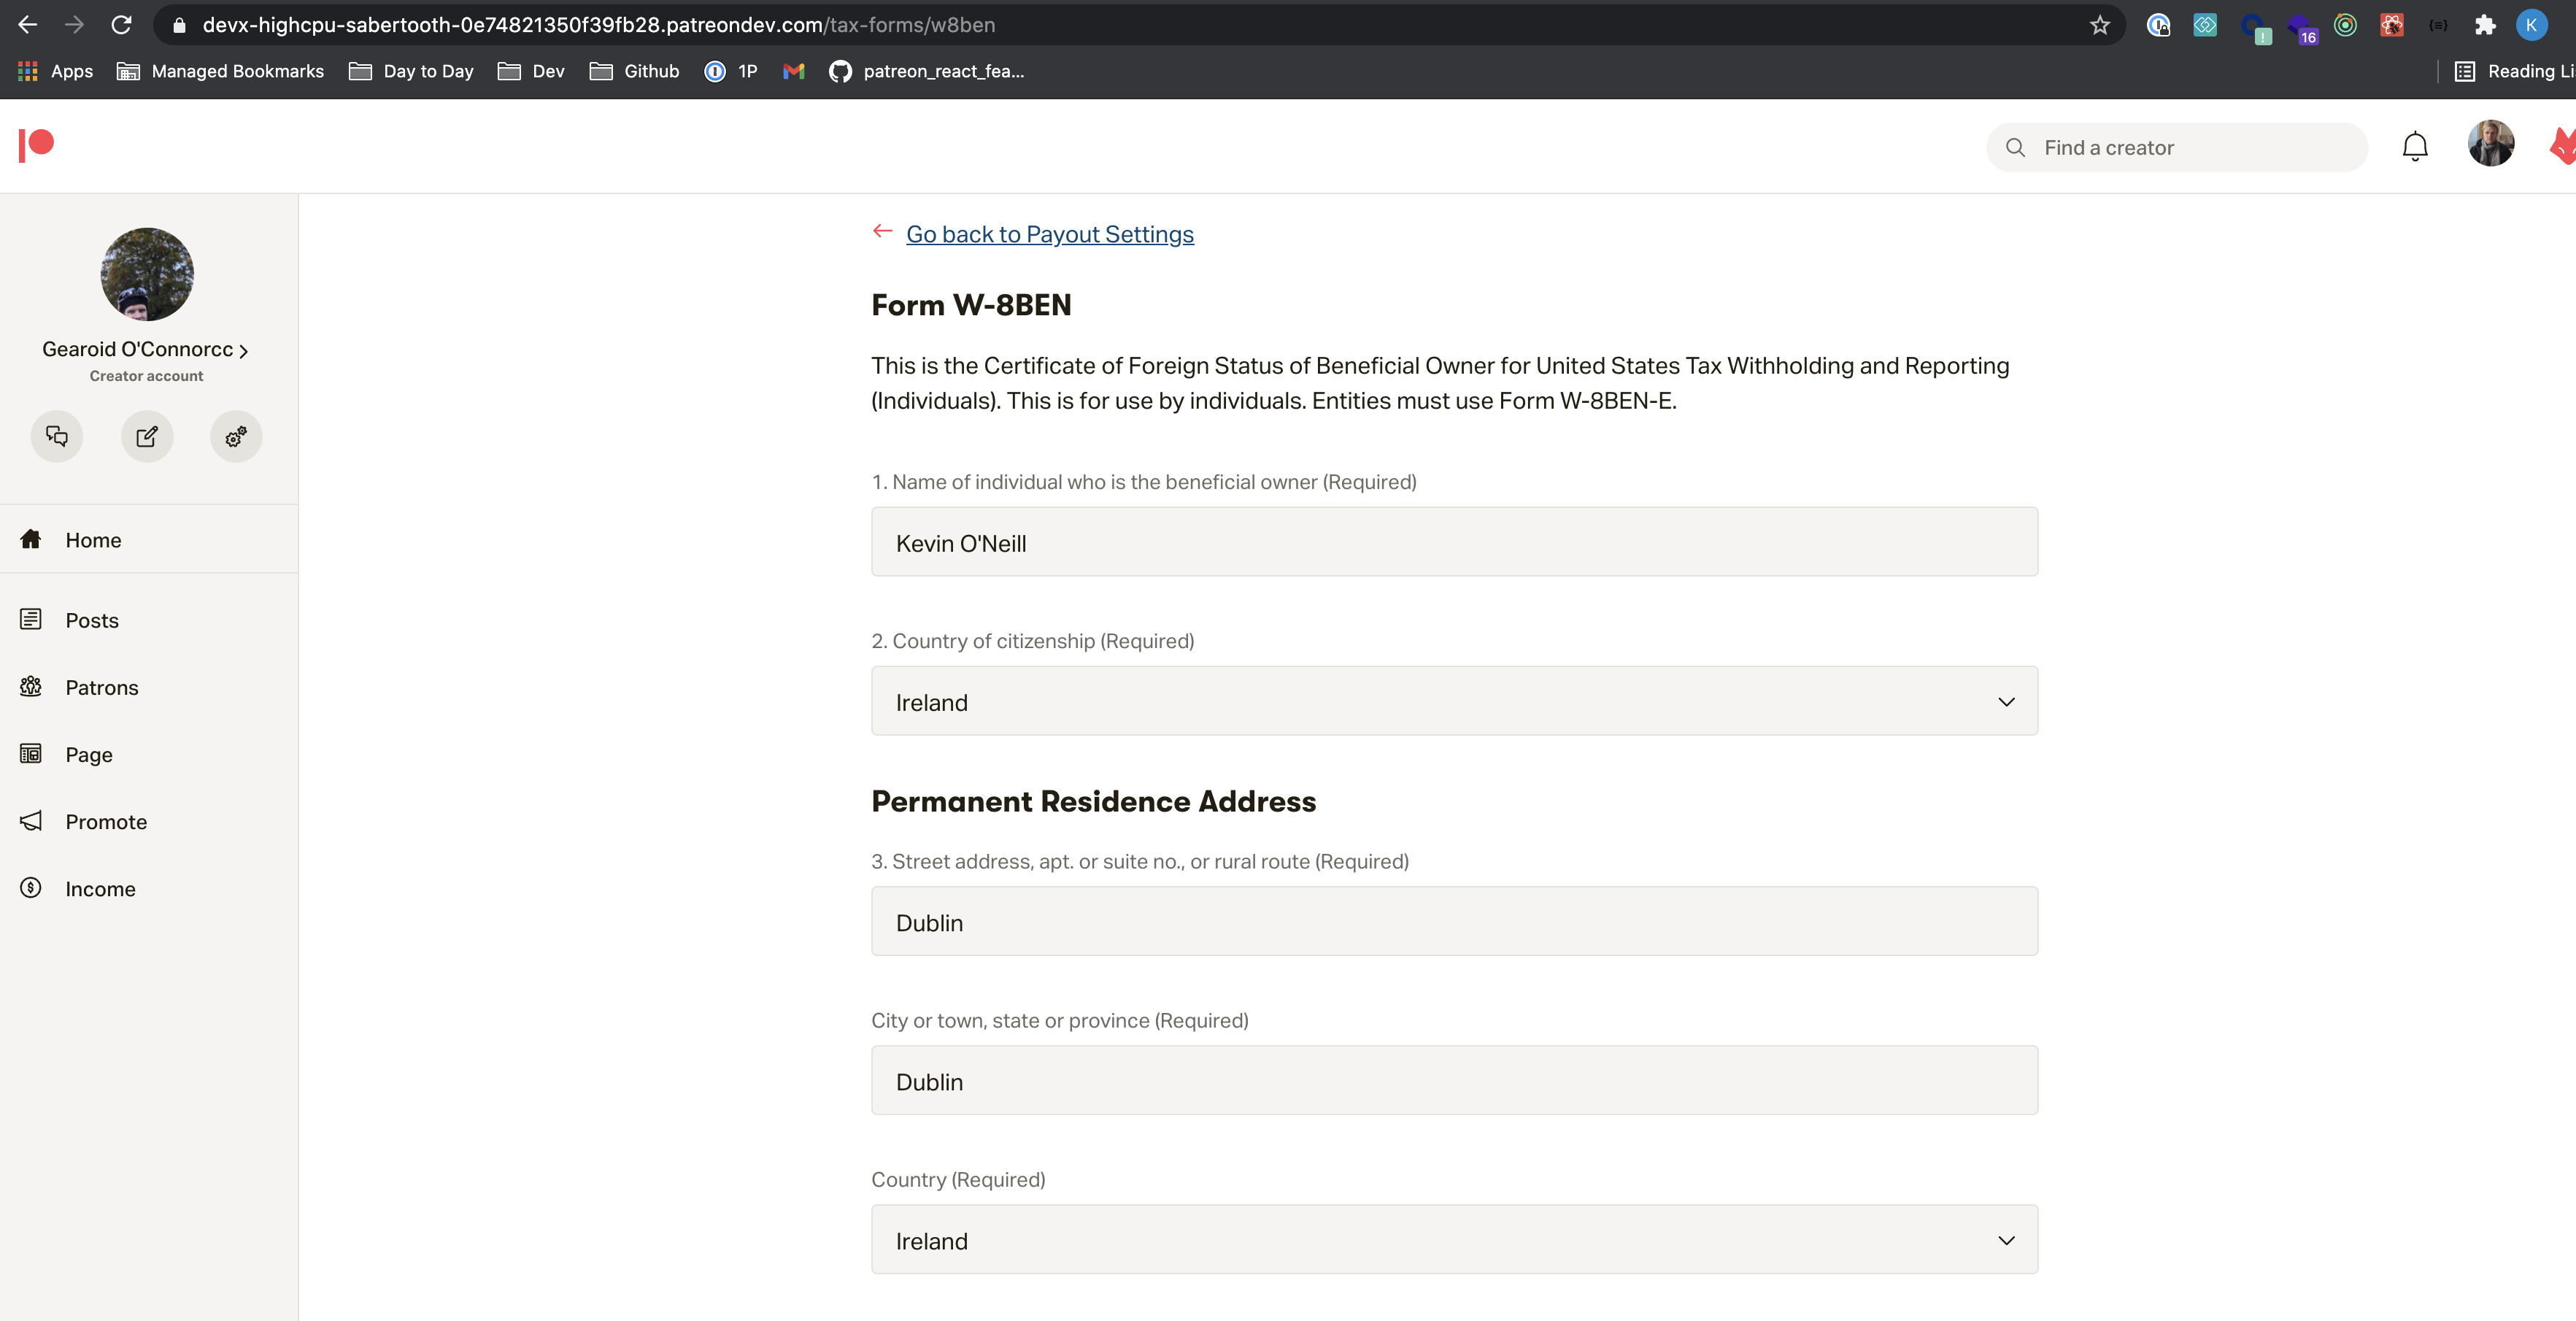 devx-highcpu-sabertooth-0e74821350f39fb28.patreondev.com/tax-forms/w8ben
16
K
Apps Managed Bookmarks Day to Day Dev Github 1P patreon_react_fea... Reading Li
Find a creator
Go back to Payout Settings
Form W-8BEN
This is the Certificate of Foreign Status of Beneficial Owner for United States Tax Withholding and Reporting
(Individuals). This is for use by individuals. Entities must use Form W-8BEN-E.
Gearoid O'Connorcc
Creator account
Home
Posts
Patrons
Page
Promote
Income
1. Name of individual who is the beneficial owner (Required)
Kevin O'Neill
2. Country of citizenship (Required)
Ireland
Permanent Residence Address
3. Street address, apt. or suite no., or rural route (Required)
Dublin
City or town, state or province (Required)
Dublin
Country (Required)
Ireland